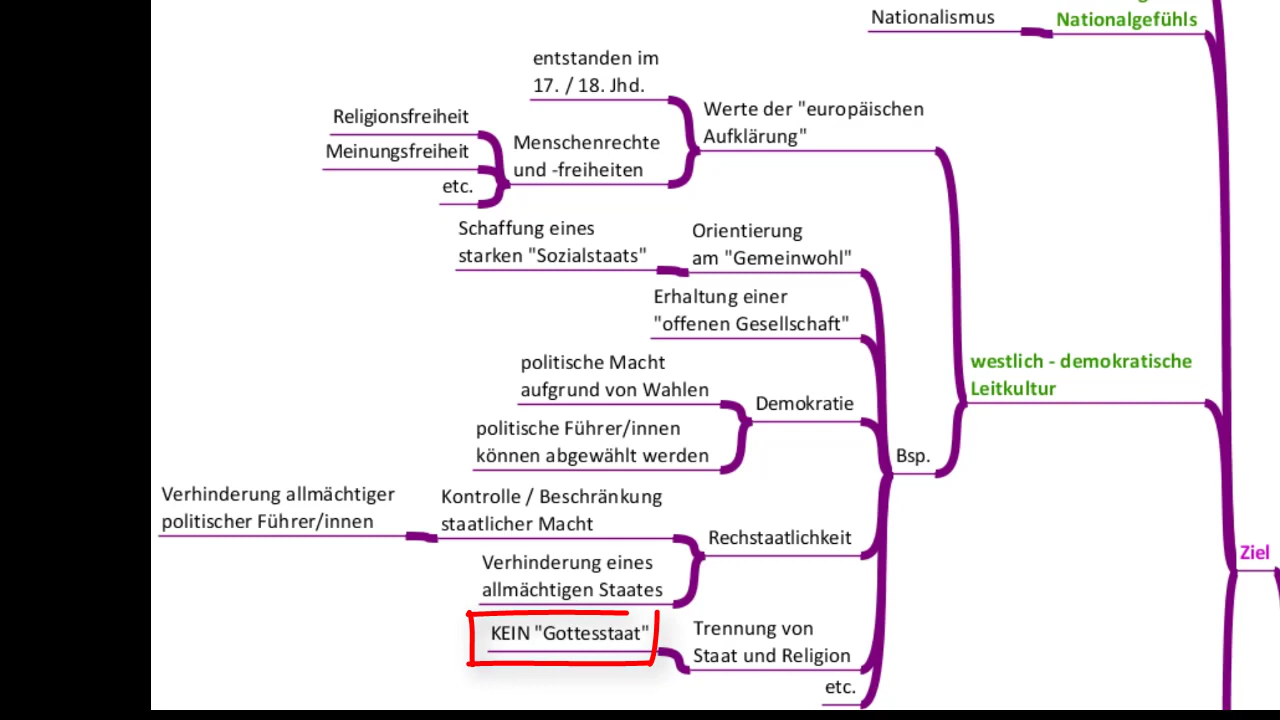 Nationalismus
Nationalgefühls
entstanden im
17. / 18. Jhd.
Werte der "europäischen
Aufklärung"
Religionsfreiheit
Meinungsfreiheit
etc.
Menschenrechte
und -freiheiten
Schaffung eines
starken "Sozialstaats"
Orientierung
am "Gemeinwohl"
Erhaltung einer
"offenen Gesellschaft"
politische Macht
aufgrund von Wahlen
Demokratie
politische Führer/innen
können abgewählt werden
westlich - demokratische
Leitkultur
Bsp.
Verhinderung allmächtiger
politischer Führer/innen
Kontrolle / Beschränkung
staatlicher Macht
Rechstaatlichkeit
Verhinderung eines
allmächtigen Staates
Ziel
KEIN "Gottesstaat"
Trennung von
Staat und Religion
etc.